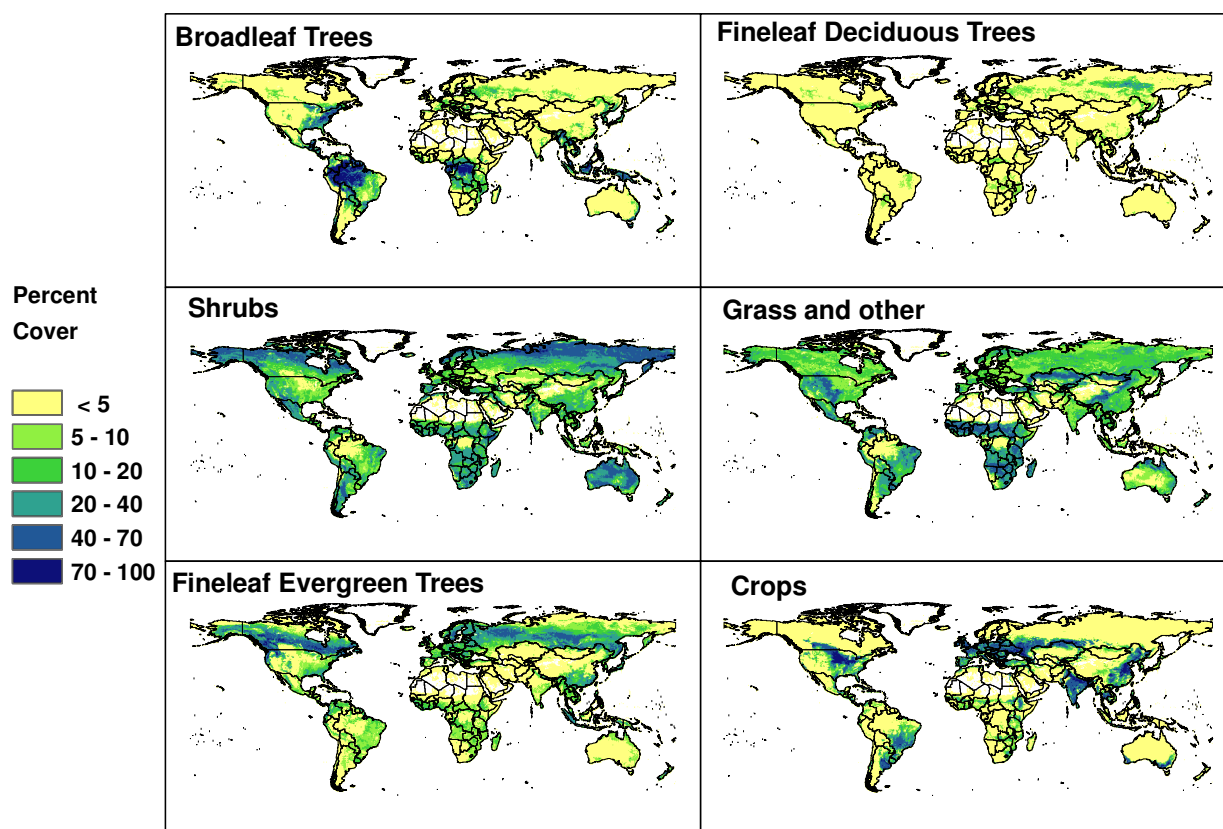 Broadleaf Trees
Fineleaf Deciduous Trees
Shrubs
Grass and other
Fineleaf Evergreen Trees
Crops
Percent
Cover
< 5
5 - 10
10 - 20
20 - 40
40 - 70
70 - 100